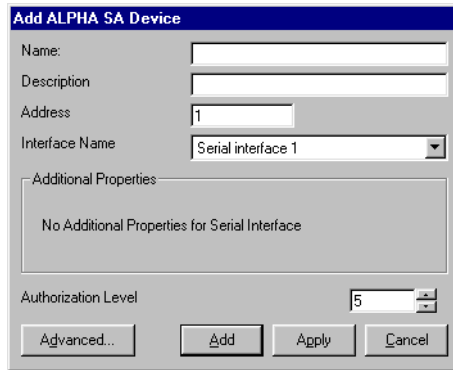 Add ALPHA SA Device
Name:
Description
Address 1
Interface Name Serial interface 1
Additional Properties
No Additional Properties for Serial Interface
Authorization Level 5
Advanced... Add Apply Cancel